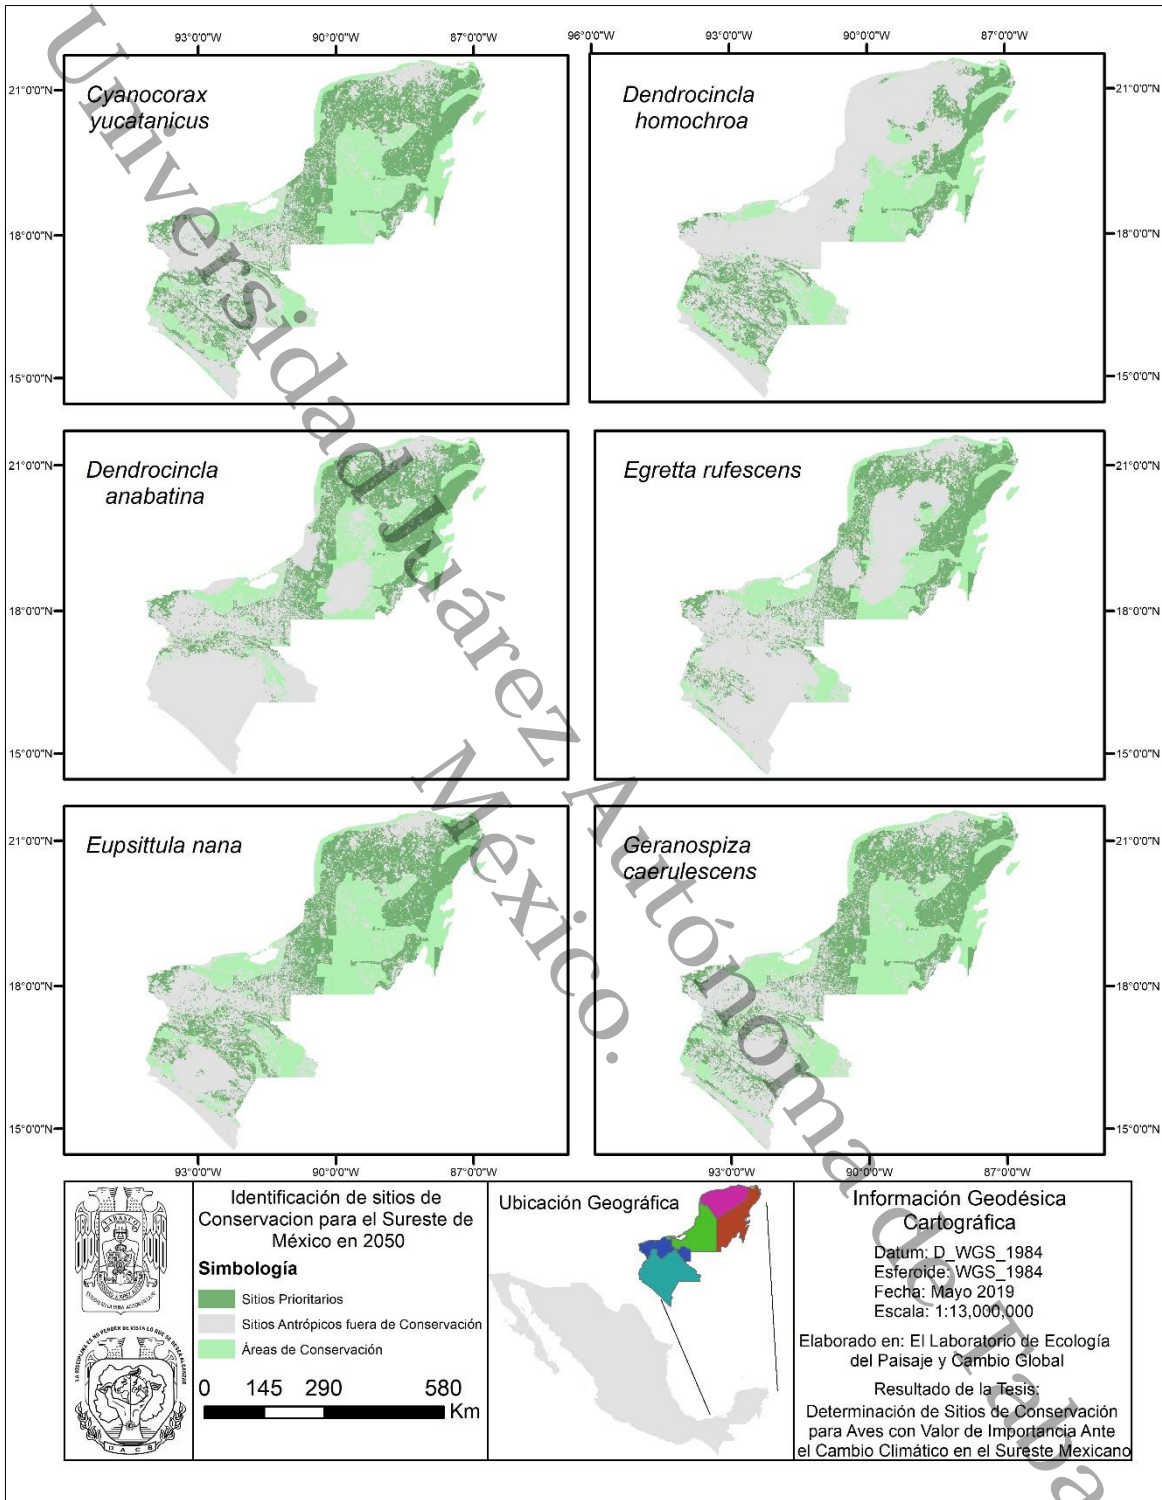 93°0'0"W 90°0'0"W 87°0'0"W 96°0'0"W 93°0'0"W 90°0'0"W 87°0'0"W
21°0'0"N
18°0'0"N
15°0'0"N
Cyanocorax
yucatanicus
Dendrocincla
homochroa
21°0'0"N
18°0'0"N
15°0'0"N
21°0'0"N
18°0'0"N
15°0'0"N
Dendrocincla
anabatina
Egretta rufescens
21°0'0"N
18°0'0"N
15°0'0"N
21°0'0"N
18°0'0"N
15°0'0"N
Eupsittula nana
Geranospiza
caerulescens
21°0'0"N
18°0'0"N
15°0'0"N
93°0'0"W 90°0'0"W 87°0'0"W 93°0'0"W 90°0'0"W 87°0'0"W
Identificación de sitios de
Conservacion para el Sureste de
México en 2050
Simbología
Sitios Prioritarios
Sitios Antrópicos fuera de Conservación
Áreas de Conservación
0 145 290 580
Km
Ubicación Geográfica
Información Geodésica
Cartográfica
Datum: D_WGS_1984
Esferoide: WGS_1984
Fecha: Mayo 2019
Escala: 1:13,000,000
Elaborado en: El Laboratorio de Ecología
del Paisaje y Cambio Global
Resultado de la Tesis:
Determinación de Sitios de Conservación
para Aves con Valor de Importancia Ante
el Cambio Climático en el Sureste Mexicano
TABASCO
D A C B
Universidad Juárez Autónoma de Taba
México.